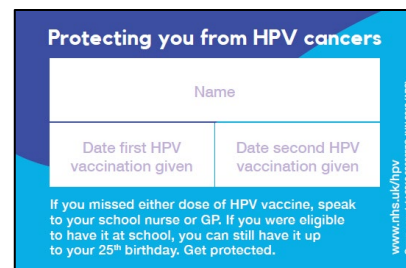 Protecting you from HPV cancers
Name
Date first HPV
vaccination given
Date second HPV
vaccination given
If you missed either dose of HPV vaccine, speak
to your school nurse or GP. If you were eligible
to have it at school, you can still have it up
to your 25th birthday. Get protected.
www.nhs.uk/hpv